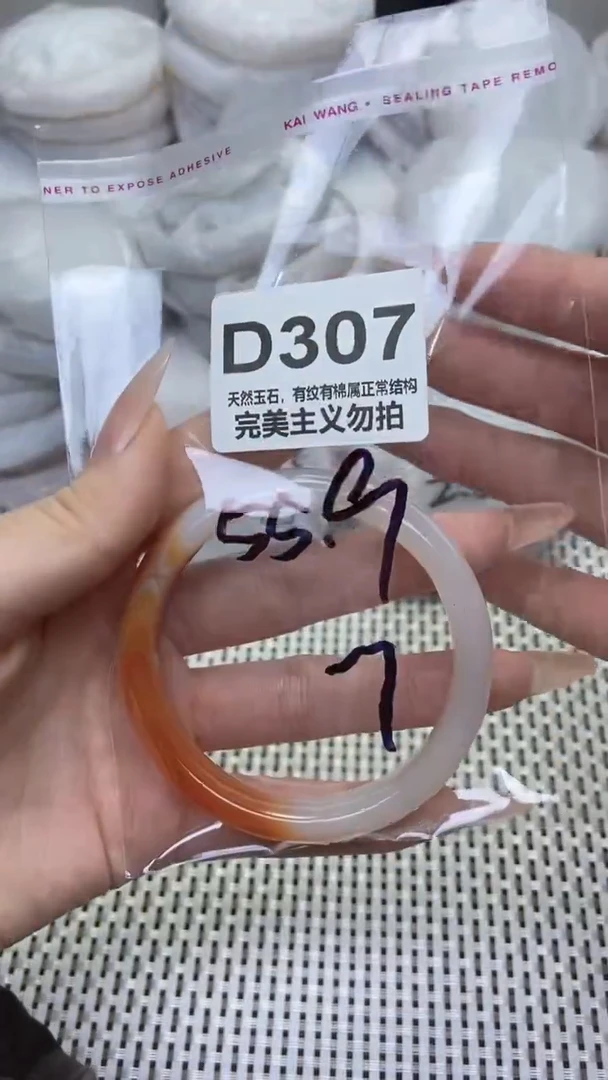 KAI WANG • SEALING TAPE REMO
NER TO EXPOSE ADHESIVE
D307
天然玉石，有纹有棉属正常结构
完美主义勿拍
55.9
7